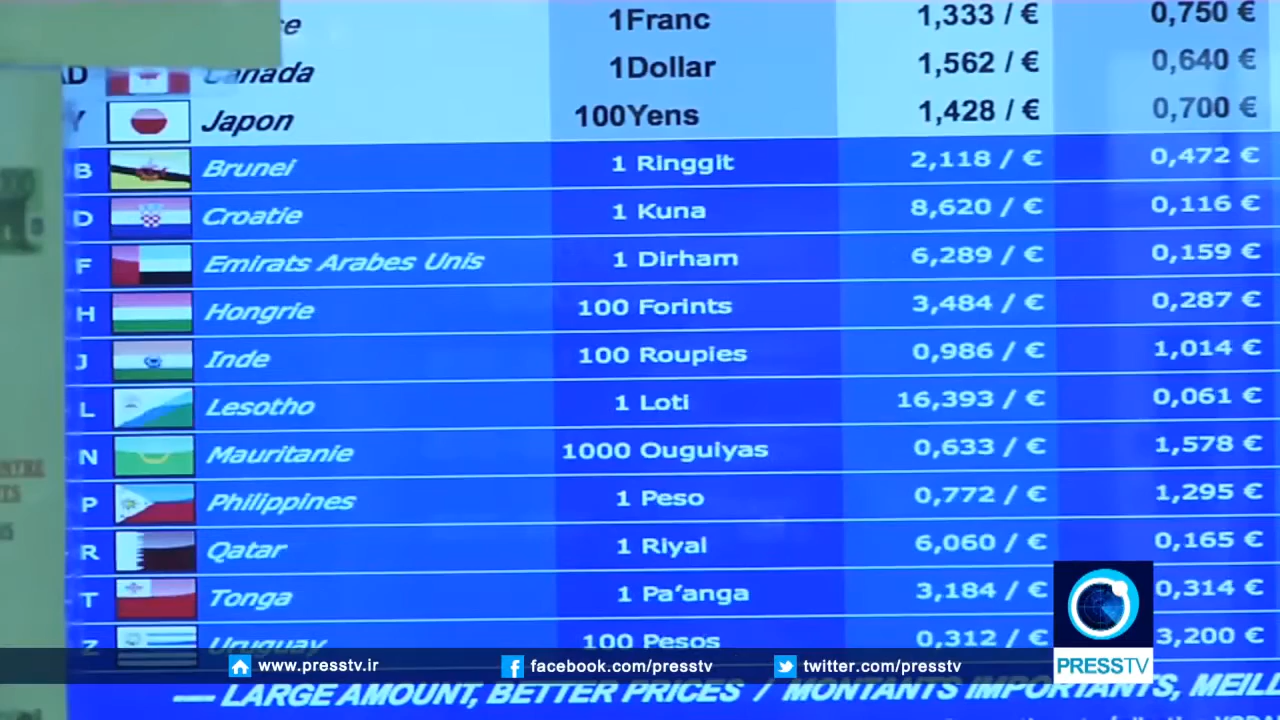 1Franc 1,333 / € 0,750 €
Canada 1Dollar 1,562 / € 0,640 €
Japon 100Yens 1,428 / € 0,700 €
B Brunei 1 Ringgit 2,118 / € 0,472 €
D Croatie 1 Kuna 8,620 / € 0,116 €
F Emirats Arabes Unis 1 Dirham 6,289 / € 0,159 €
H Hongrie 100 Forints 3,484 / € 0,287 €
J Inde 100 Roupies 0,986 / € 1,014 €
L Lesotho 1 Loti 16,393 / € 0,061 €
N Mauritanie 1000 Ouguiyas 0,633 / € 1,578 €
P Philippines 1 Peso 0,772 / € 1,295 €
R Qatar 1 Riyal 6,060 / € 0,165 €
T Tonga 1 Pa’anga 3,184 / € 0,314 €
Z Uruguay 100 Pesos 0,312 / € 3,200 €
www.presstv.ir facebook.com/presstv twitter.com/presstv PRESSTV
— LARGE AMOUNT, BETTER PRICES / MONTANTS IMPORTANTS, MEILL